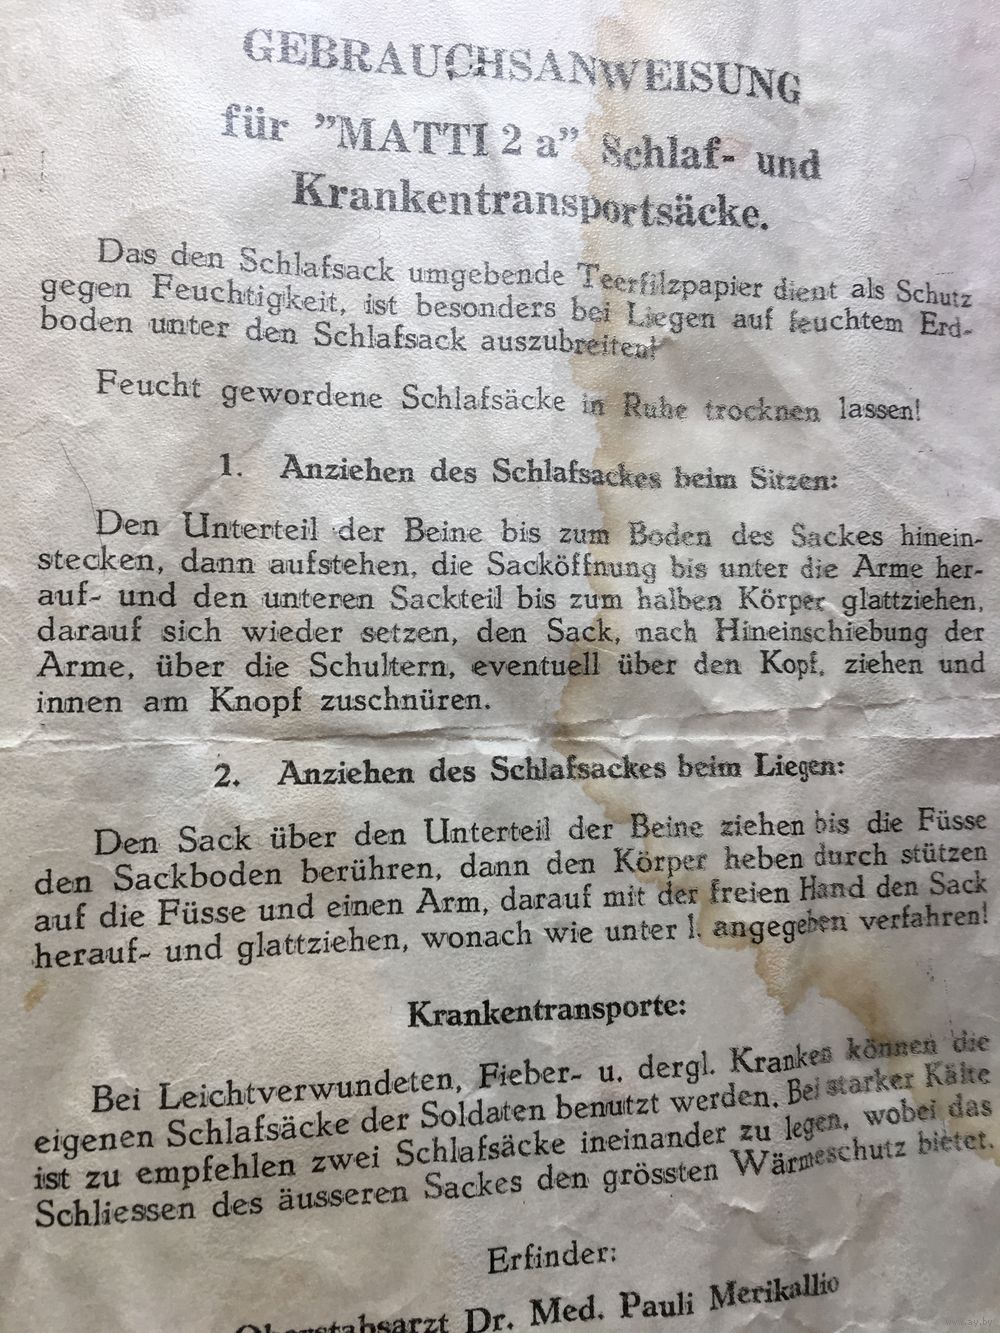 GEBRAUCHSANWEISUNG
für ”MATTI 2 a” Schlaf- und
Krankentransportsäcke.
Das den Schlafsack umgebende Teerfilzpapier dient als Schutz
gegen Feuchtigkeit, ist besonders bei Liegen auf feuchtem Erd-
boden unter den Schlafsack auszubreiten!
Feucht gewordene Schlafsäcke in Ruhe trocknen lassen!
1. Anziehen des Schlafsackes beim Sitzen:
Den Unterteil der Beine bis zum Boden des Sackes hinein-
stecken, dann aufstehen, die Sacköffnung bis unter die Arme her-
auf- und den unteren Sackteil bis zum halben Körper glattziehen,
darauf sich wieder setzen, den Sack, nach Hineinschiebung der
Arme, über die Schultern, eventuell über den Kopf, ziehen und
innen am Knopf zuschnüren.
2. Anziehen des Schlafsackes beim Liegen:
Den Sack über den Unterteil der Beine ziehen bis die Füsse
den Sackboden berühren, dann den Körper heben durch stützen
auf die Füsse und einen Arm, darauf mit der freien Hand den Sack
herauf- und glattziehen, wonach wie unter 1. angegeben verfahren!
Krankentransporte:
Bei Leichtverwundeten, Fieber- u. dergl. Kranken können die
eigenen Schlafsäcke der Soldaten benutzt werden. Bei starker Kälte
ist zu empfehlen zwei Schlafsäcke ineinander zu legen, wobei das
Schliessen des äusseren Sackes den grössten Wärmeschutz bietet.
Erfinder:
Oberstabsarzt Dr. Med. Pauli Merikallio
www.ay.by